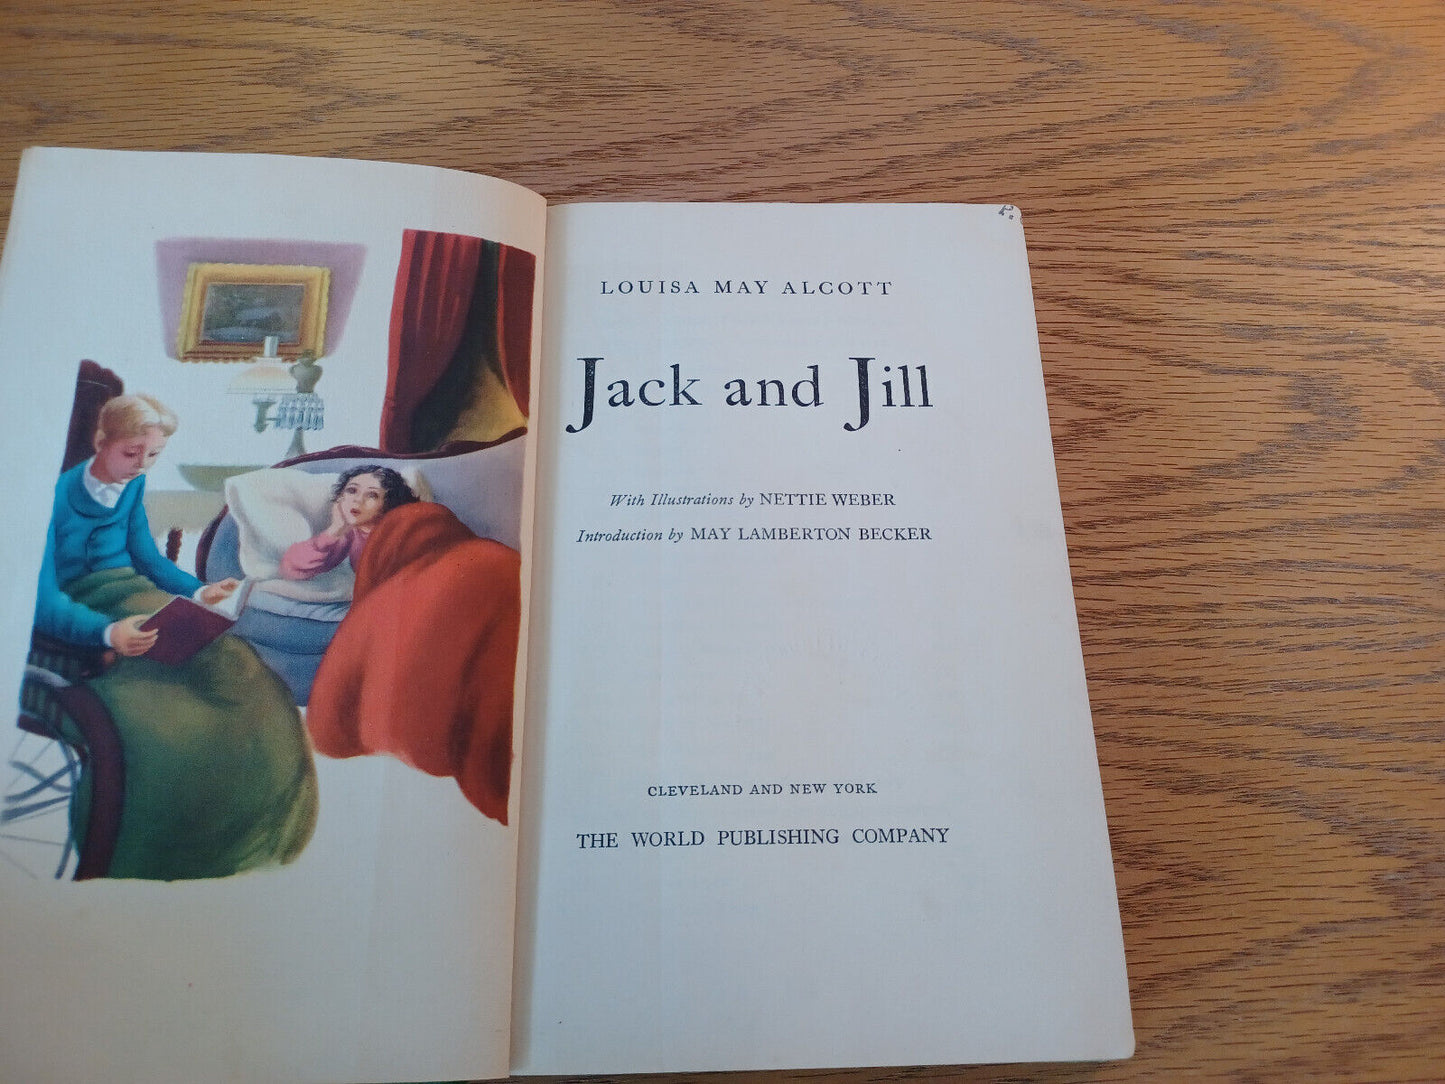 LOUISA MAY ALCOTT
Jack and Jill
With Illustrations by NETTIE WEBER
Introduction by MAY LAMBERTON BECKER
CLEVELAND AND NEW YORK
THE WORLD PUBLISHING COMPANY